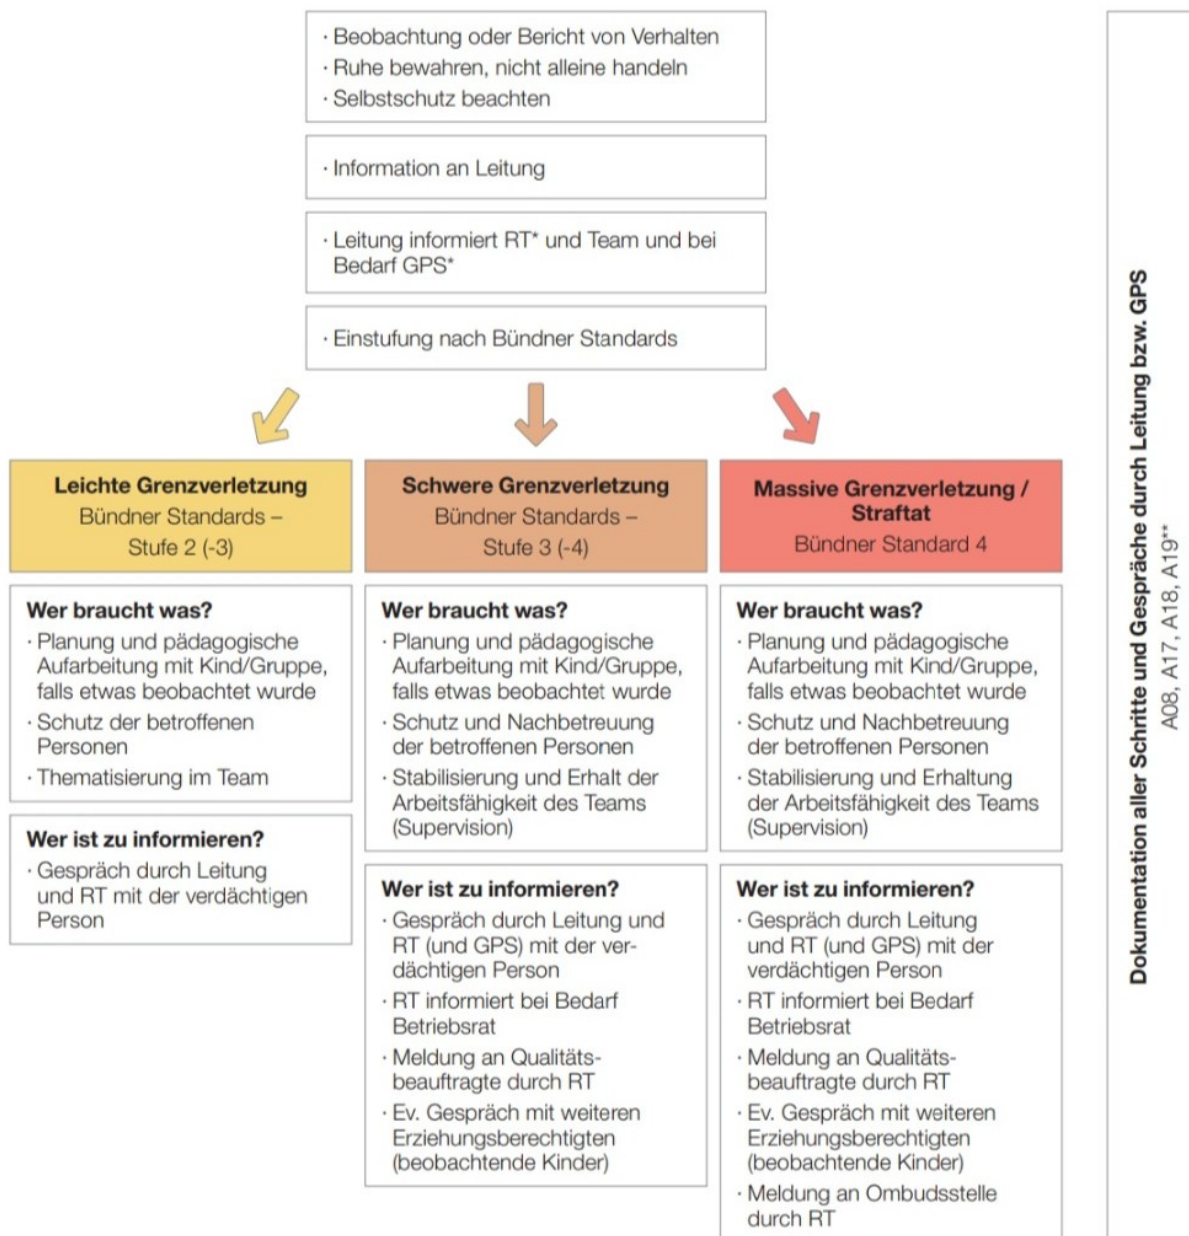 · Beobachtung oder Bericht von Verhalten
· Ruhe bewahren, nicht alleine handeln
· Selbstschutz beachten
· Information an Leitung
· Leitung informiert RT* und Team und bei
Bedarf GPS*
· Einstufung nach Bündner Standards
Leichte Grenzverletzung
Bündner Standards –
Stufe 2 (-3)
Wer braucht was?
· Planung und pädagogische
Aufarbeitung mit Kind/Gruppe,
falls etwas beobachtet wurde
· Schutz der betroffenen
Personen
· Thematisierung im Team
Wer ist zu informieren?
· Gespräch durch Leitung
und RT mit der verdächtigen
Person
Schwere Grenzverletzung
Bündner Standards –
Stufe 3 (-4)
Wer braucht was?
· Planung und pädagogische
Aufarbeitung mit Kind/Gruppe,
falls etwas beobachtet wurde
· Schutz und Nachbetreuung
der betroffenen Personen
· Stabilisierung und Erhalt der
Arbeitsfähigkeit des Teams
(Supervision)
Wer ist zu informieren?
· Gespräch durch Leitung und
RT (und GPS) mit der ver-
dächtigen Person
· RT informiert bei Bedarf
Betriebsrat
· Meldung an Qualitäts-
beauftragte durch RT
· Ev. Gespräch mit weiteren
Erziehungsberechtigten
(beobachtende Kinder)
Massive Grenzverletzung /
Straftat
Bündner Standard 4
Wer braucht was?
· Planung und pädagogische
Aufarbeitung mit Kind/Gruppe,
falls etwas beobachtet wurde
· Schutz und Nachbetreuung
der betroffenen Personen
· Stabilisierung und Erhaltung
der Arbeitsfähigkeit des Teams
(Supervision)
Wer ist zu informieren?
· Gespräch durch Leitung
und RT (und GPS) mit der
verdächtigen Person
· RT informiert bei Bedarf
Betriebsrat
· Meldung an Qualitäts-
beauftragte durch RT
· Ev. Gespräch mit weiteren
Erziehungsberechtigten
(beobachtende Kinder)
· Meldung an Ombudsstelle
durch RT
Dokumentation aller Schritte und Gespräche durch Leitung bzw. GPS
A08, A17, A18, A19**